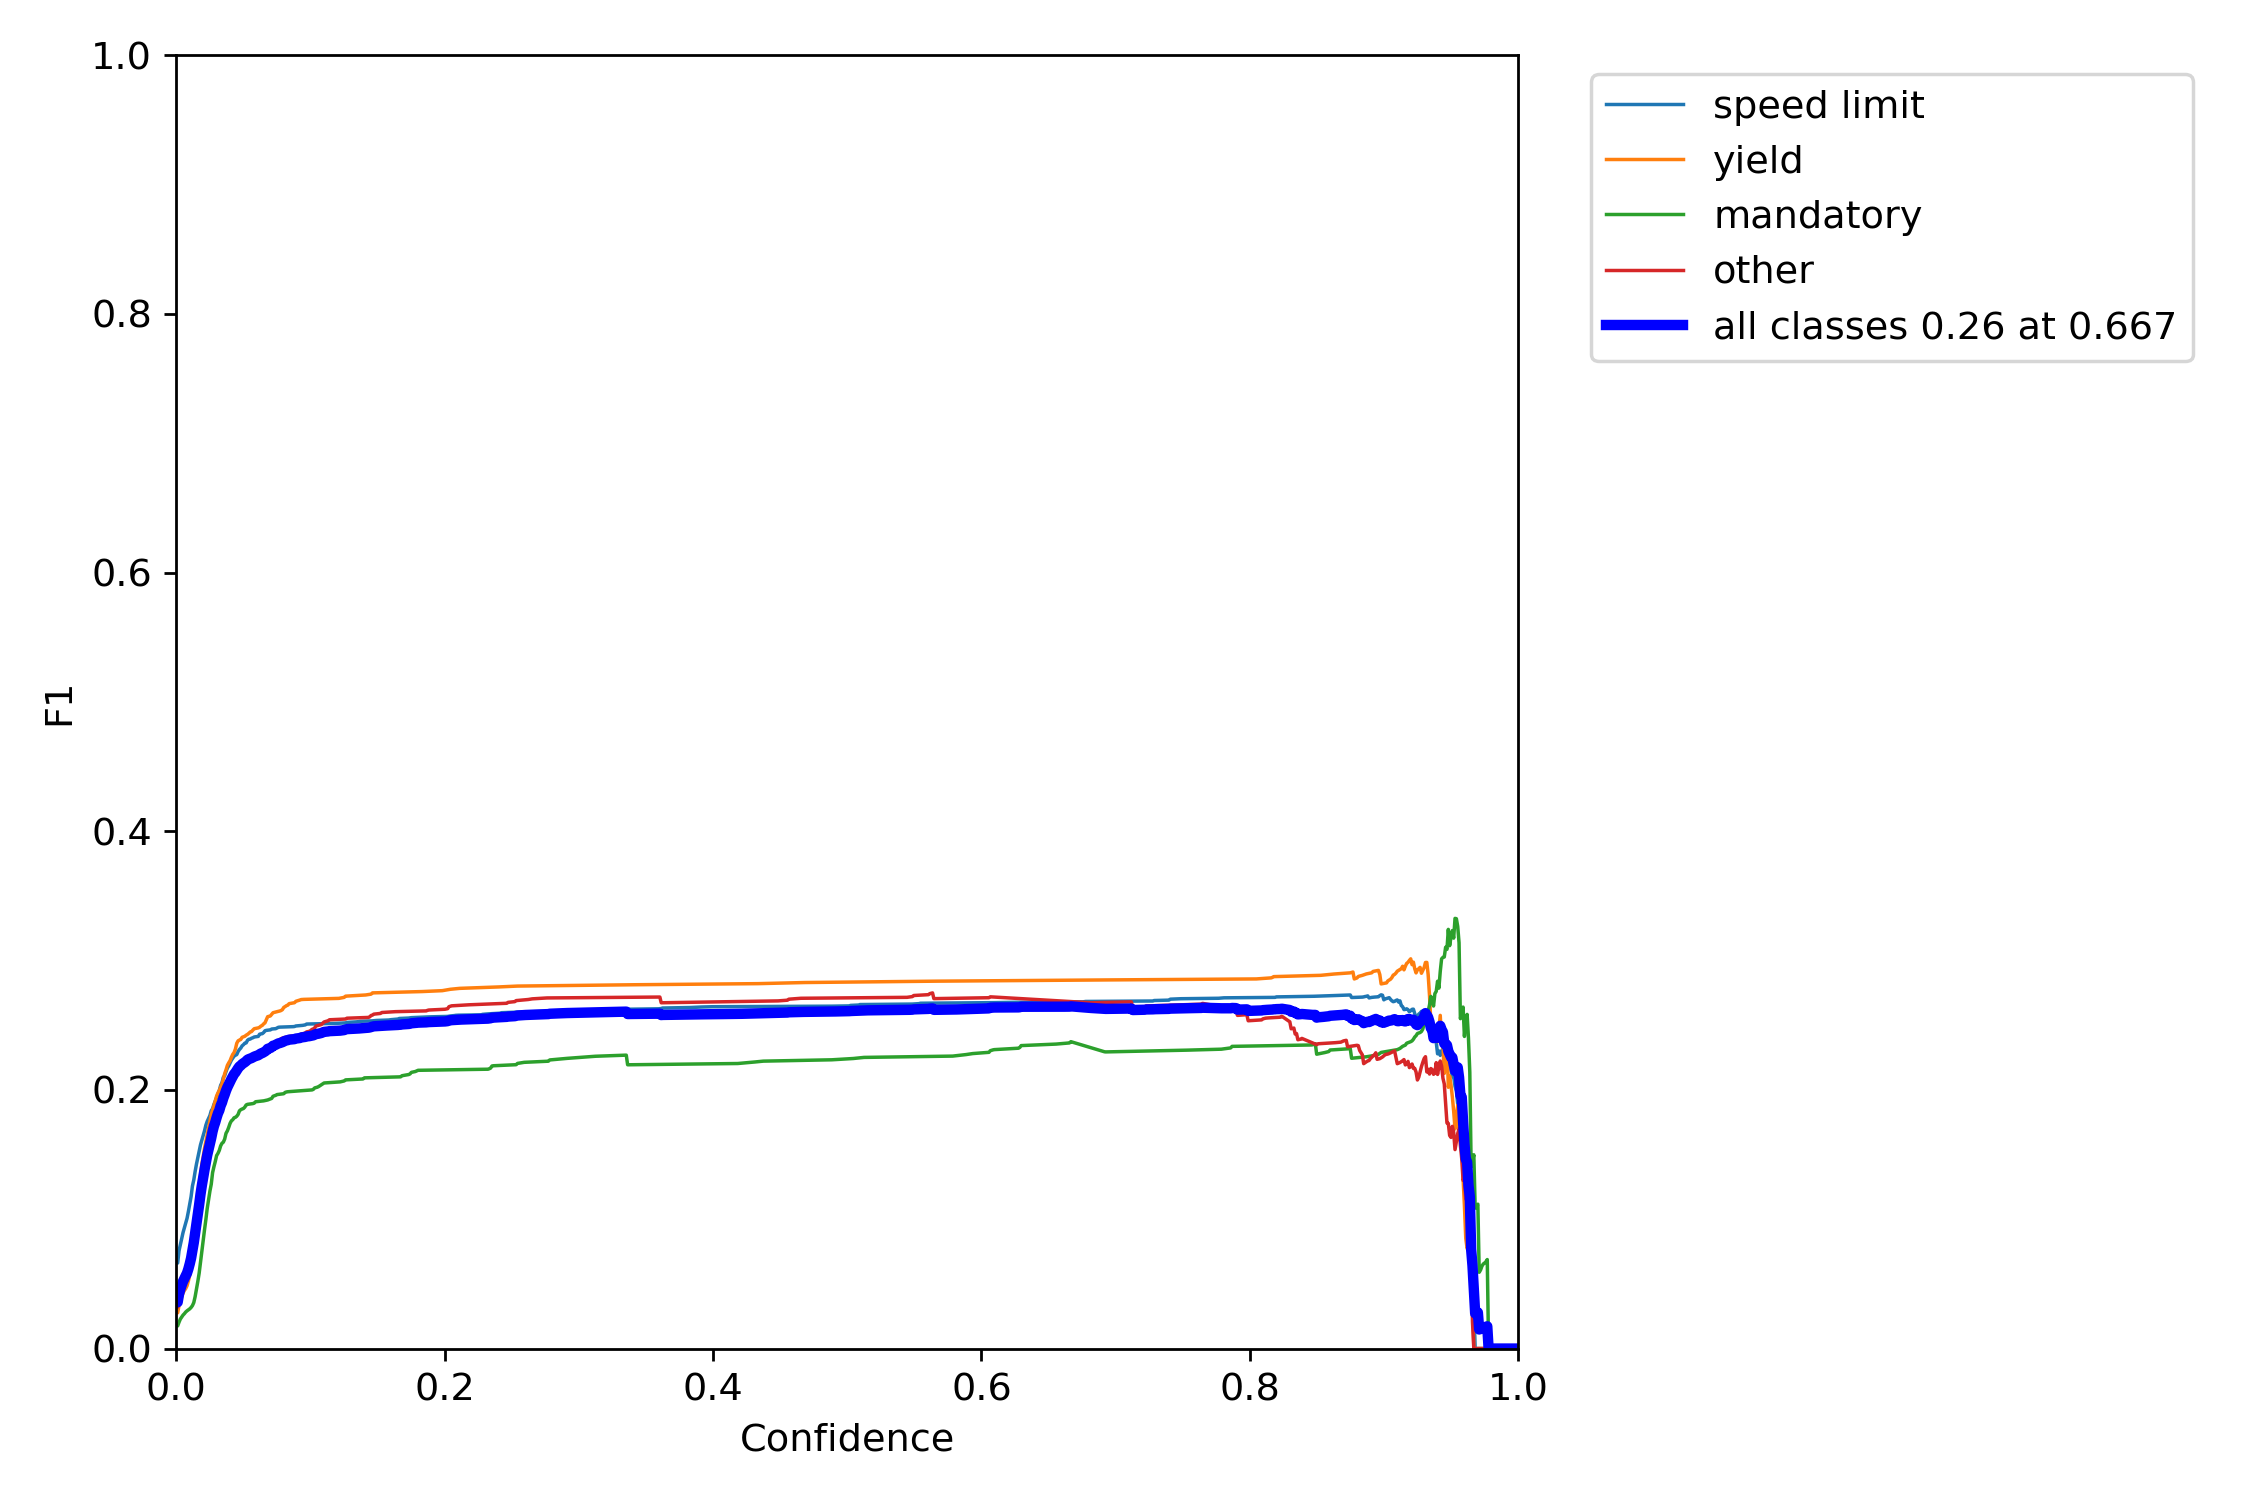 1.0
0.8
0.6
0.4
0.2
0.0
F1
0.0 0.2 0.4 0.6 0.8 1.0
Confidence
speed limit
yield
mandatory
other
all classes 0.26 at 0.667